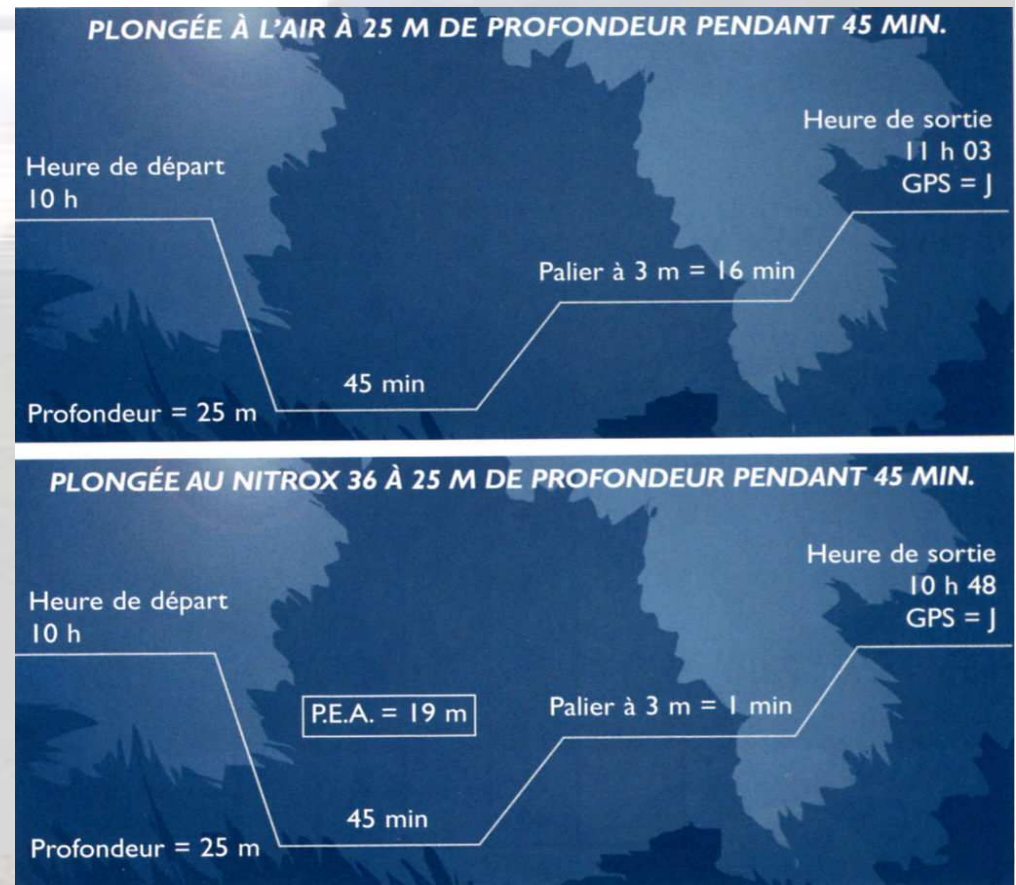 PLONGÉE À L'AIR À 25 M DE PROFONDEUR PENDANT 45 MIN.
Heure de départ
10 h
Heure de sortie
11 h 03
GPS = J
Palier à 3 m = 16 min
45 min
Profondeur = 25 m
PLONGÉE AU NITROX 36 À 25 M DE PROFONDEUR PENDANT 45 MIN.
Heure de départ
10 h
Heure de sortie
10 h 48
GPS = J
P.E.A. = 19 m
Palier à 3 m = 1 min
45 min
Profondeur = 25 m